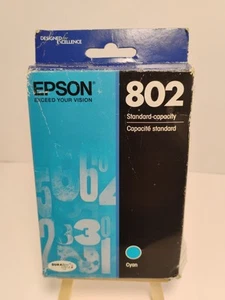 DESIGNED for
EXCELLENCE
EPSON
EXCEED YOUR VISION
802
Standard-capacity
Capacité standard
Cyan